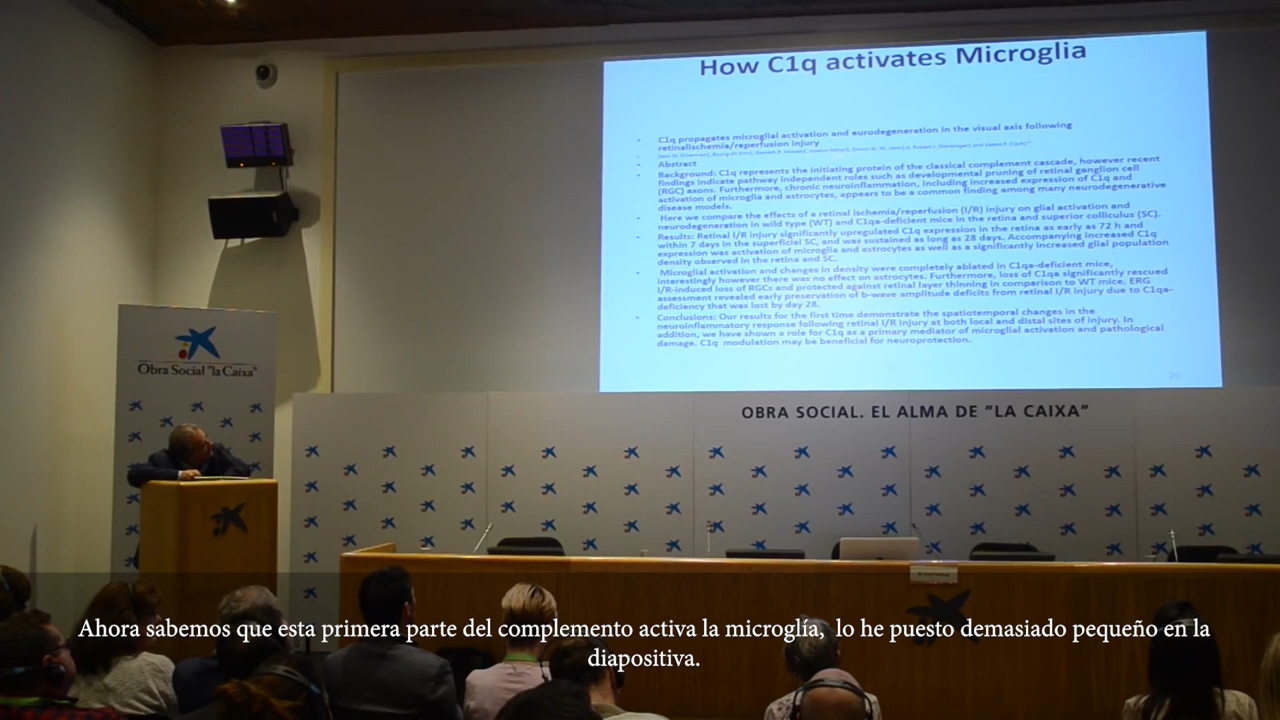 How C1q activates Microglia
• C1q propagates microglial activation and eurodegeneration in the visual axis following
retinalischemia/reperfusion injury
• Abstract
• Background: C1q represents the initiating protein of the classical complement cascade, however recent
findings indicate pathway independent roles such as developmental pruning of retinal ganglion cell
(RGC) axons. Furthermore, chronic neuroinflammation, including increased expression of C1q and
activation of microglia and astrocytes, appears to be a common finding among many neurodegenerative
disease models.
• Here we compare the effects of a retinal ischemia/reperfusion (I/R) injury on glial activation and
neurodegeneration in wild type (WT) and C1qa-deficient mice in the retina and superior colliculus (SC).
• Results: Retinal I/R injury significantly upregulated C1q expression in the retina as early as 72 h and
within 7 days in the superficial SC, and was sustained as long as 28 days. Accompanying increased C1q
expression was activation of microglia and astrocytes as well as a significantly increased glial population
density observed in the retina and SC.
• Microglial activation and changes in density were completely ablated in C1qa-deficient mice,
interestingly however there was no effect on astrocytes. Furthermore, loss of C1qa significantly rescued
I/R-induced loss of RGCs and protected against retinal layer thinning in comparison to WT mice. ERG
assessment revealed early preservation of b-wave amplitude deficits from retinal I/R injury due to C1qa-
deficiency that was lost by day 28.
• Conclusions: Our results for the first time demonstrate the spatiotemporal changes in the
neuroinflammatory response following retinal I/R injury at both local and distal sites of injury. In
addition, we have shown a role for C1q as a primary mediator of microglial activation and pathological
damage. C1q modulation may be beneficial for neuroprotection.
20
Obra Social "la Caixa"
OBRA SOCIAL. EL ALMA DE "LA CAIXA"
Ahora sabemos que esta primera parte del complemento activa la microglía, lo he puesto demasiado pequeño en la
diapositiva.